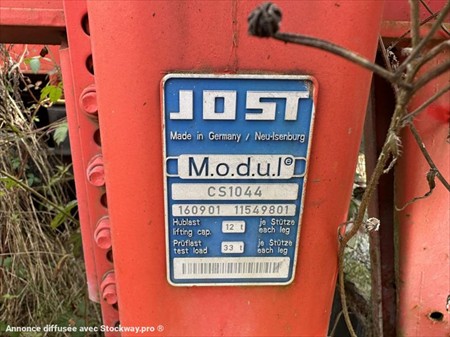 JOST
Made in Germany / Neu-Isenburg
M.o.d.u.l ®
CS1044
160901 11549801
Hublast 12 t je Stütze
lifting cap. each leg
Prüflast 33 t je Stütze
test load each leg
Annonce diffusée avec Stockway.pro ®